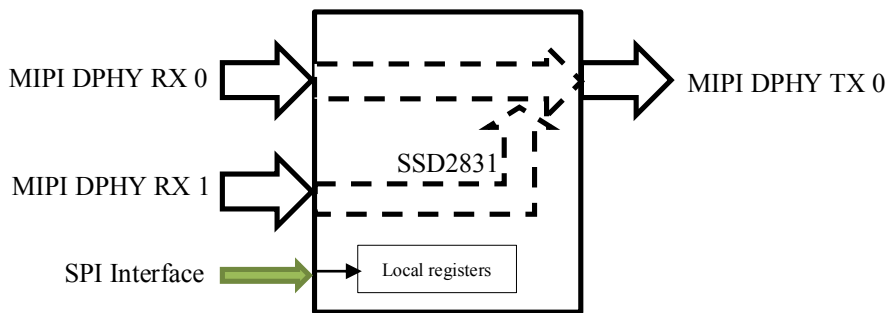 MIPI DPHY RX 0
MIPI DPHY TX 0
SSD2831
MIPI DPHY RX 1
SPI Interface
Local registers